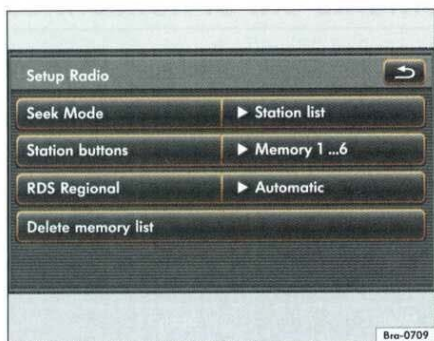 Setup Radio
Seek Mode ▶ Station list
Station buttons ▶ Memory 1 ...6
RDS Regional ▶ Automatic
Delete memory list
Bra-0709